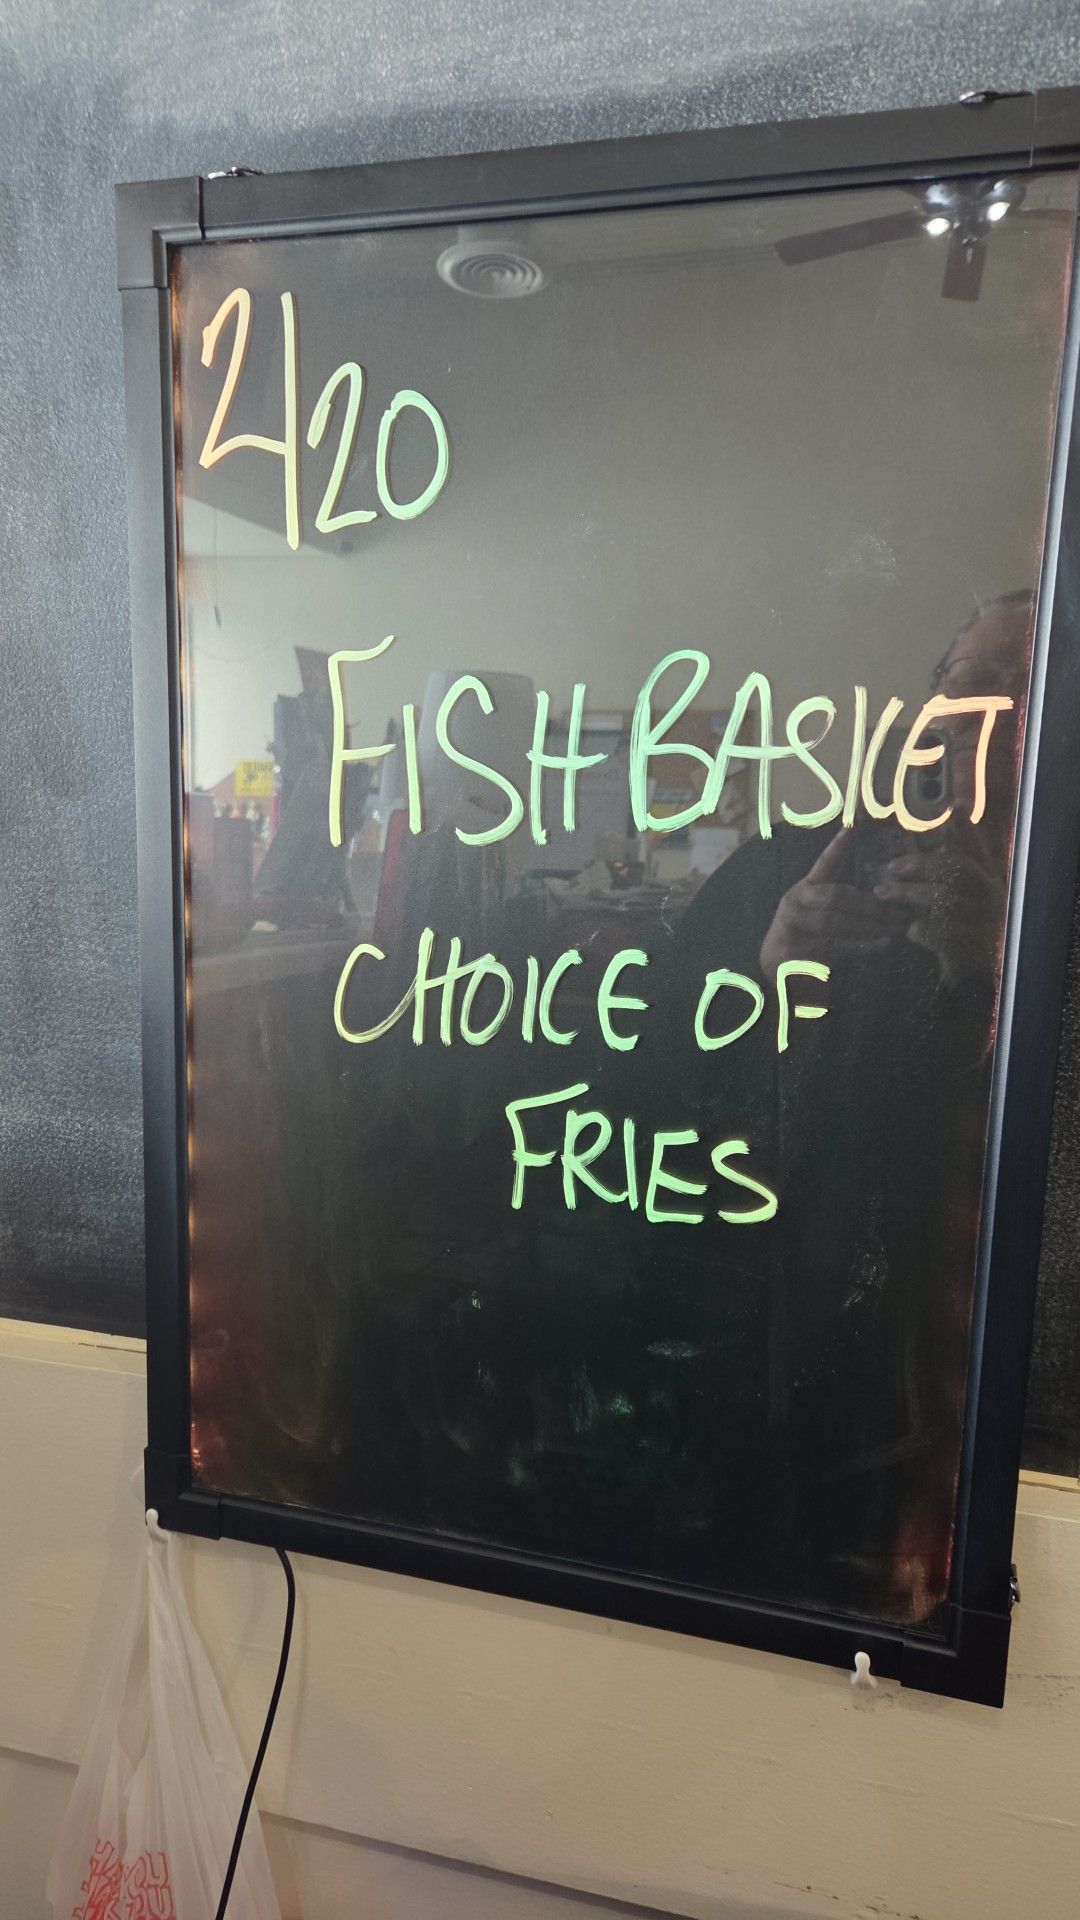 2/20
FISH BASKET
CHOICE OF
FRIES